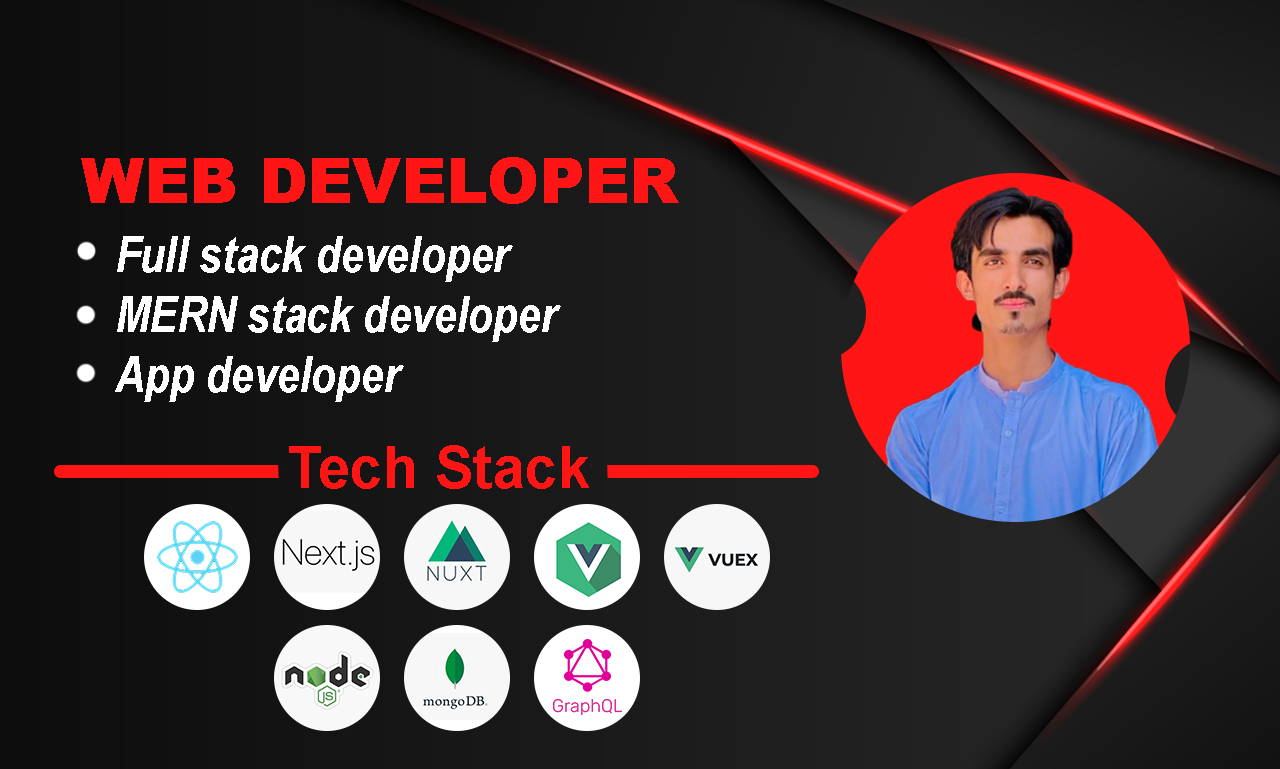 WEB DEVELOPER
Full stack developer
MERN stack developer
App developer
Tech Stack
Next.js
NUXT
VUEX
node
JS
mongoDB.
GraphQL